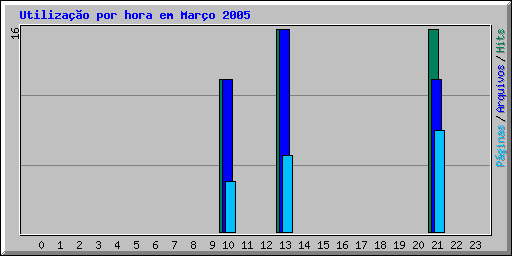 Utilização por hora em Março 2005
16
Páginas/Arquivos/Hits
0 1 2 3 4 5 6 7 8 9 10 11 12 13 14 15 16 17 18 19 20 21 22 23